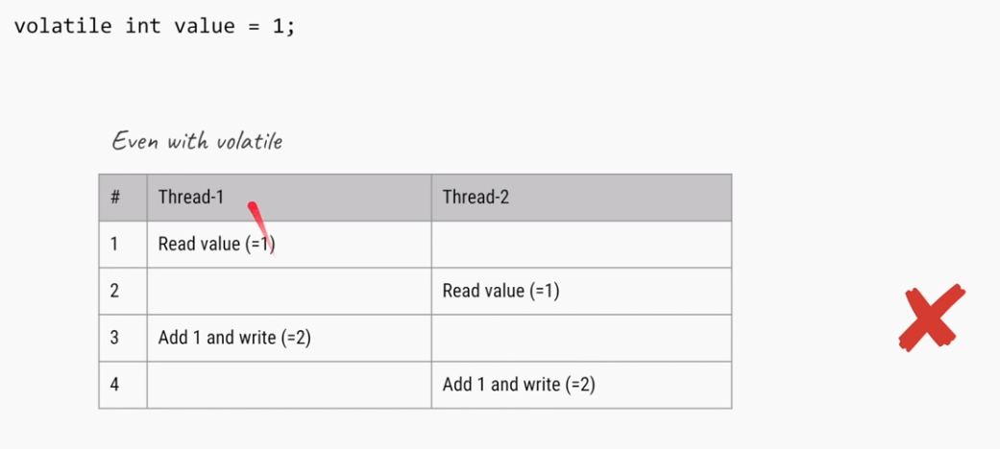 volatile int value = 1;
Even with volatile
# Thread-1 Thread-2
1 Read value (=1)
2 Read value (=1)
3 Add 1 and write (=2)
4 Add 1 and write (=2)